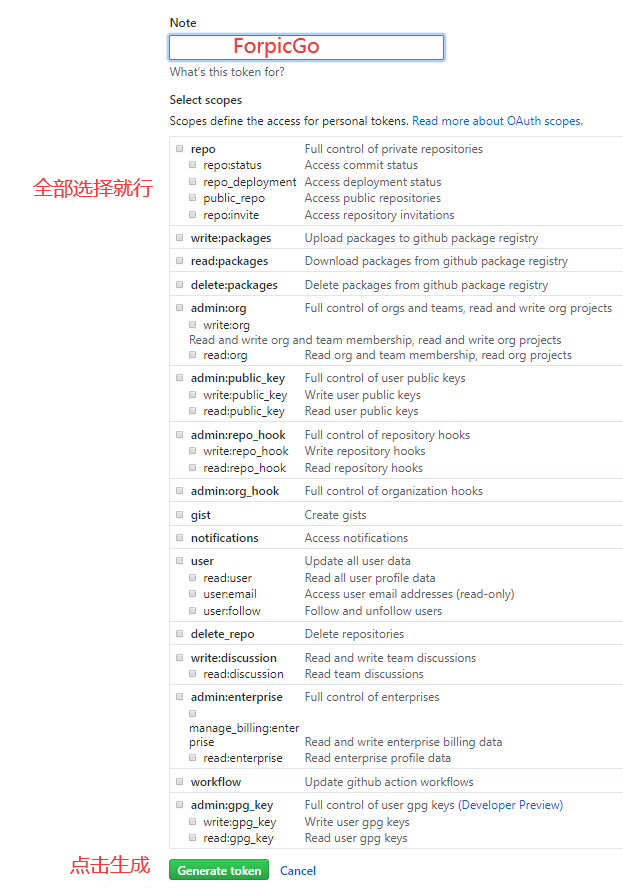 Note
ForpicGo
What's this token for?
Select scopes
Scopes define the access for personal tokens. Read more about OAuth scopes.
repo Full control of private repositories
repo:status Access commit status
全部选择就行
repo_deployment Access deployment status
public_repo Access public repositories
repo:invite Access repository invitations
write:packages Upload packages to github package registry
read:packages Download packages from github package registry
delete:packages Delete packages from github package registry
admin:org Full control of orgs and teams, read and write org projects
write:org
Read and write org and team membership, read and write org projects
read:org Read org and team membership, read org projects
admin:public_key Full control of user public keys
write:public_key Write user public keys
read:public_key Read user public keys
admin:repo_hook Full control of repository hooks
write:repo_hook Write repository hooks
read:repo_hook Read repository hooks
admin:org_hook Full control of organization hooks
gist Create gists
notifications Access notifications
user Update all user data
read:user Read all user profile data
user:email Access user email addresses (read-only)
user:follow Follow and unfollow users
delete_repo Delete repositories
write:discussion Read and write team discussions
read:discussion Read team discussions
admin:enterprise Full control of enterprises
manage_billing:enter
prise Read and write enterprise billing data
read:enterprise Read enterprise profile data
workflow Update github action workflows
admin:gpg_key Full control of user gpg keys (Developer Preview)
write:gpg_key Write user gpg keys
read:gpg_key Read user gpg keys
点击生成 Generate token Cancel